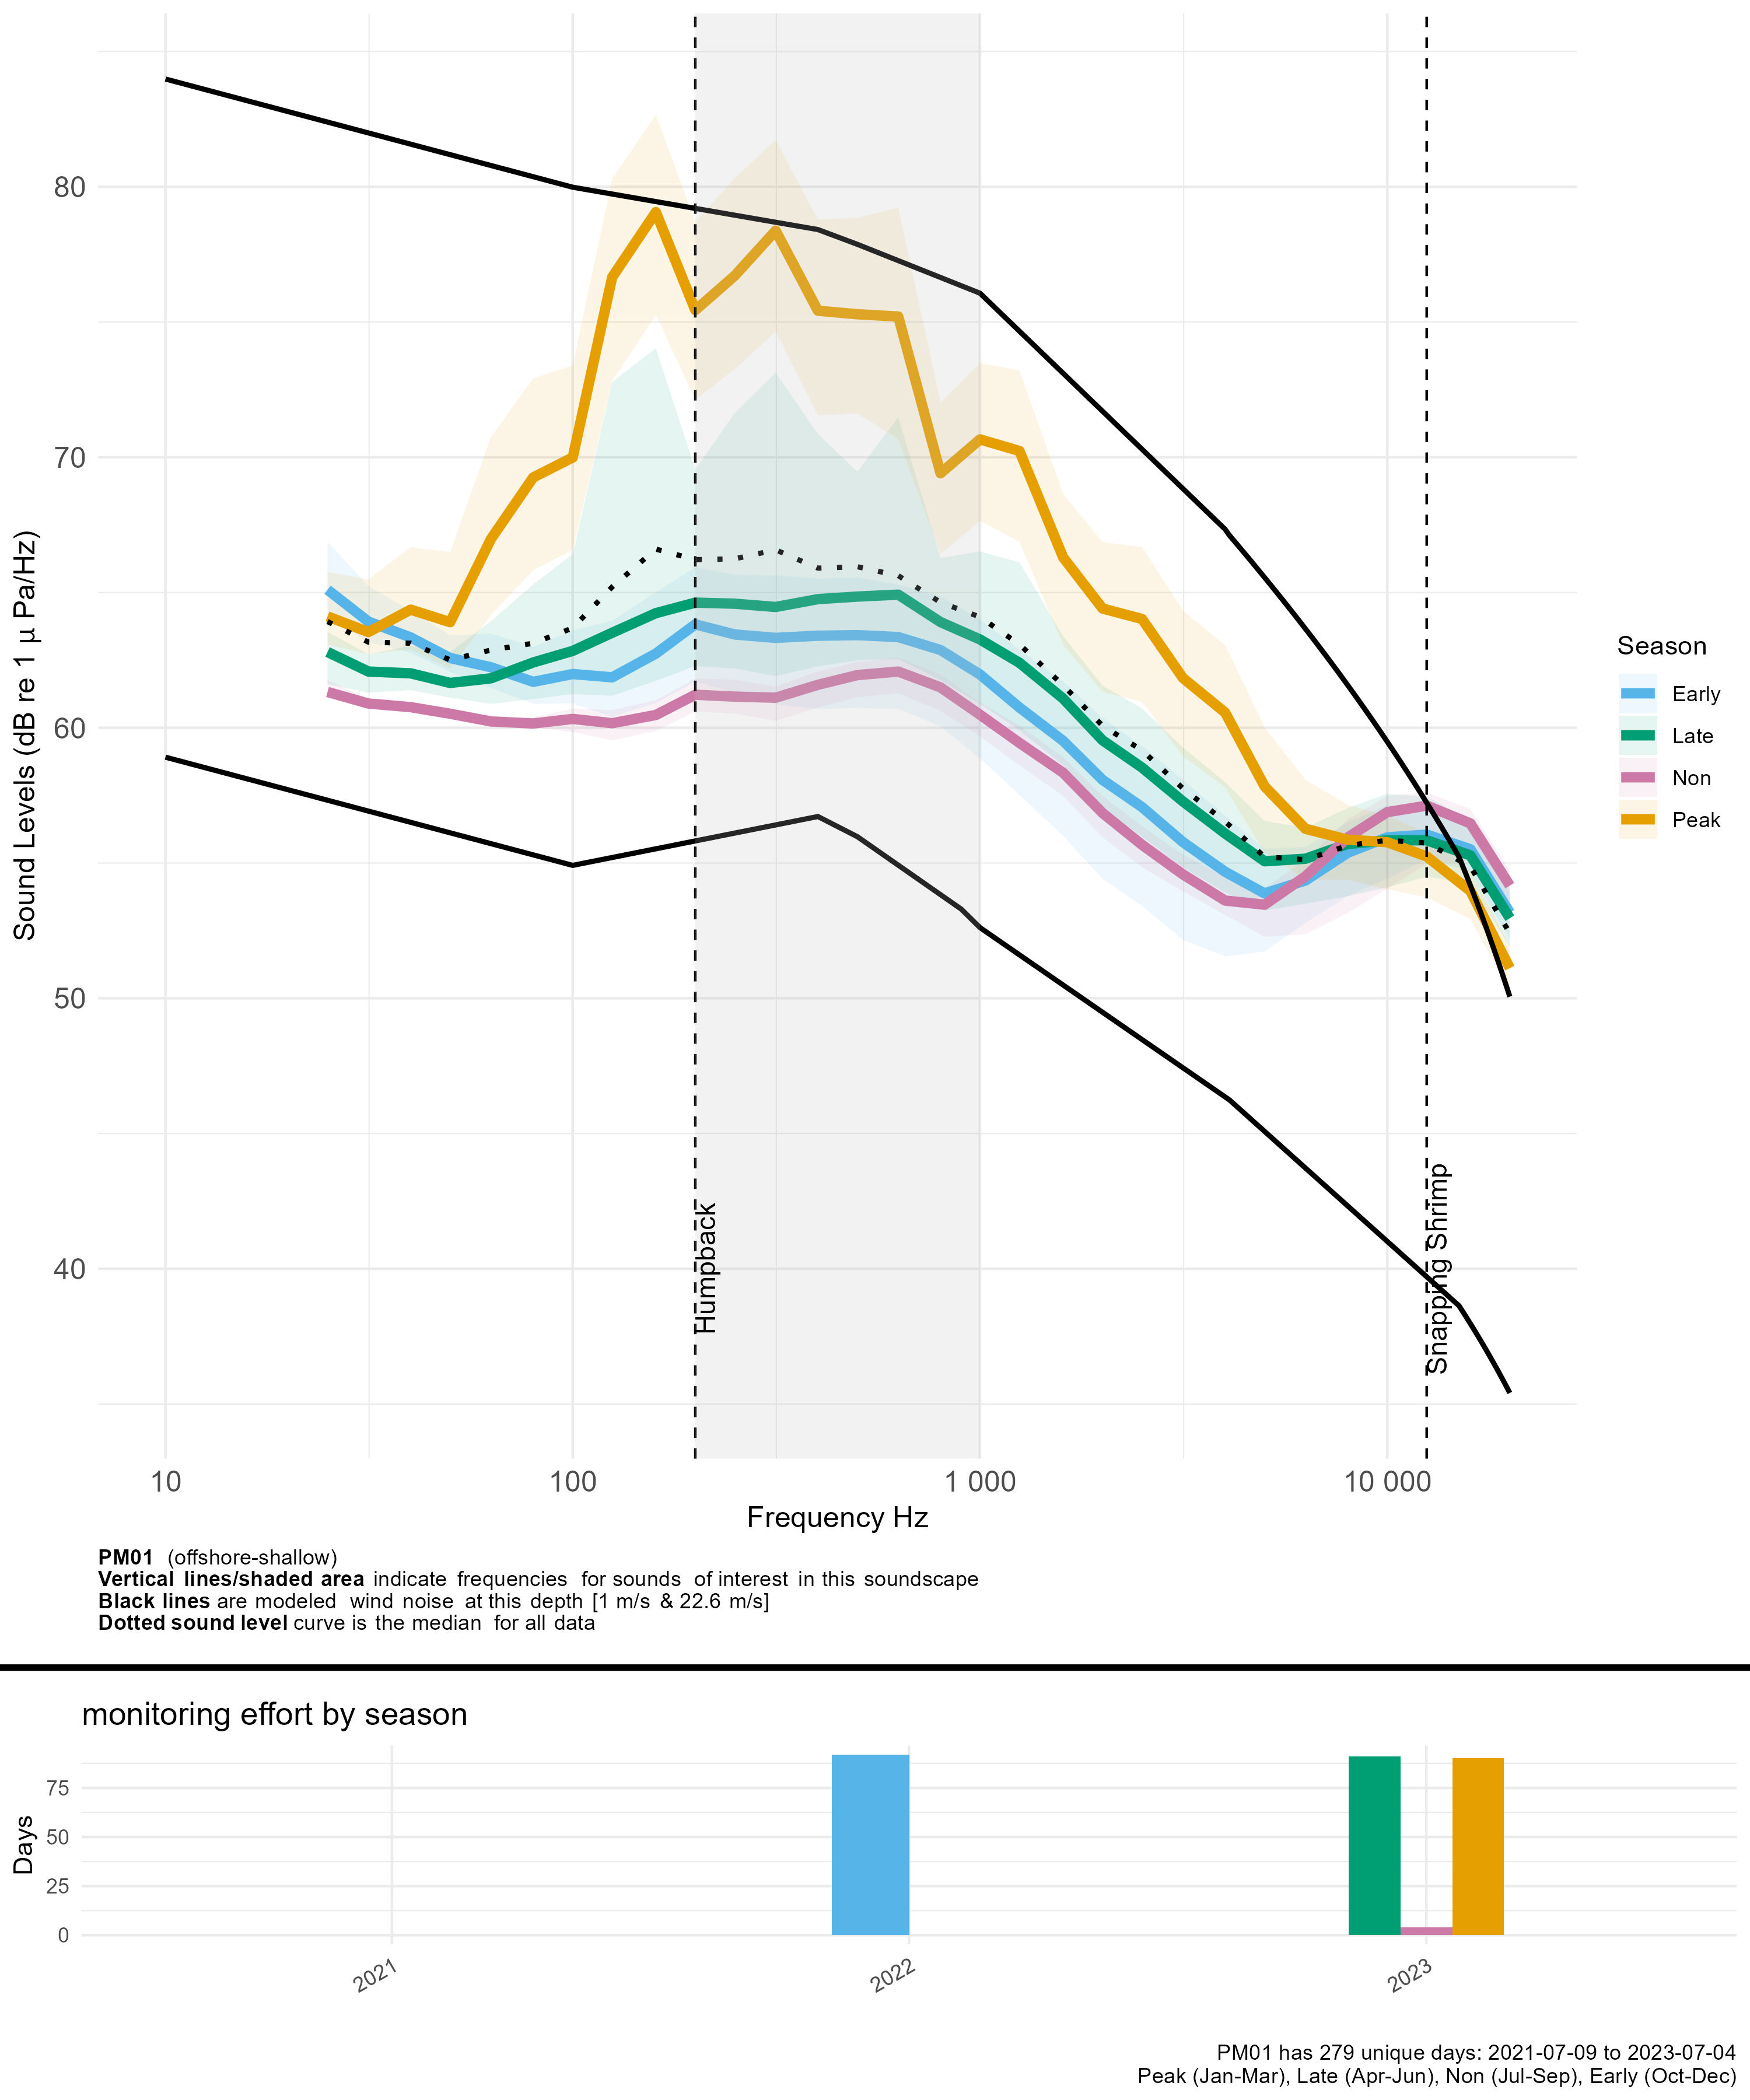 80
70
60
50
40
Sound Levels (dB re 1 µ Pa/Hz)
Humpback
Snapping Shrimp
10
100
1 000
10 000
Frequency Hz
Season
Early
Late
Non
Peak
PM01 (offshore-shallow)
Vertical lines/shaded area indicate frequencies for sounds of interest in this soundscape
Black lines are modeled wind noise at this depth [1 m/s & 22.6 m/s]
Dotted sound level curve is the median for all data
monitoring effort by season
75
50
25
0
Days
2021
2022
2023
PM01 has 279 unique days: 2021-07-09 to 2023-07-04
Peak (Jan-Mar), Late (Apr-Jun), Non (Jul-Sep), Early (Oct-Dec)